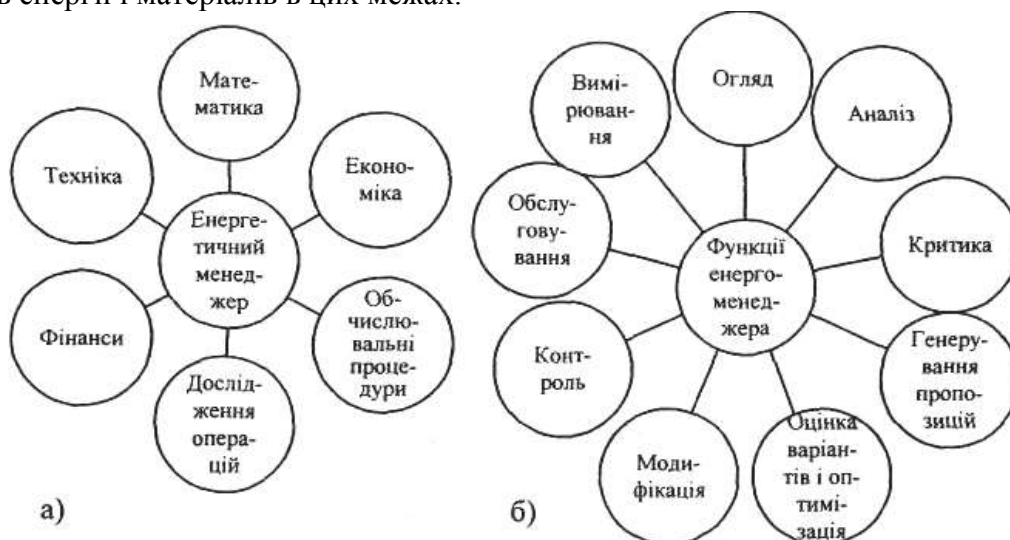 в енергії і матеріалів в цих межах.
Мате-
матика
Техніка
Еконо-
міка
Енерге-
тичний
менед-
жер
Фінанси
Об-
числю-
вальні
проце-
дури
Дослід-
ження
опера-
цій
а)
Огляд
Вимі-
рюван-
ня
Аналіз
Обслу-
гову-
вання
Функції
енерго-
менед-
жера
Критика
Конт-
роль
Генеру-
вання
пропо-
зицій
Моди-
фікація
Оцінка
варіан-
тів і оп-
тимі-
зація
б)